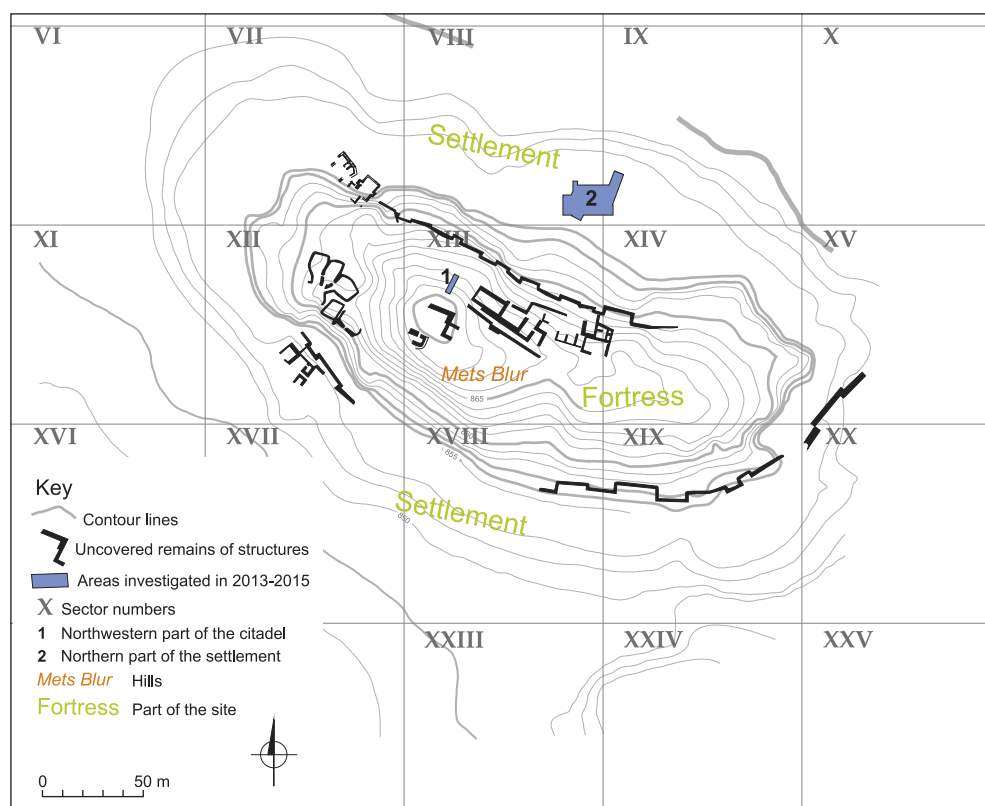 VI VII VIII IX X
Settlement
2
XI XII XIII XIV XV
1
Mets Blur
Fortress
865
XVI XVII XVIII XIX XX
855
Settlement
850
XXIII XXIV XXV
Key
Contour lines
Uncovered remains of structures
Areas investigated in 2013-2015
X Sector numbers
1 Northwestern part of the citadel
2 Northern part of the settlement
Mets Blur Hills
Fortress Part of the site
0 50 m